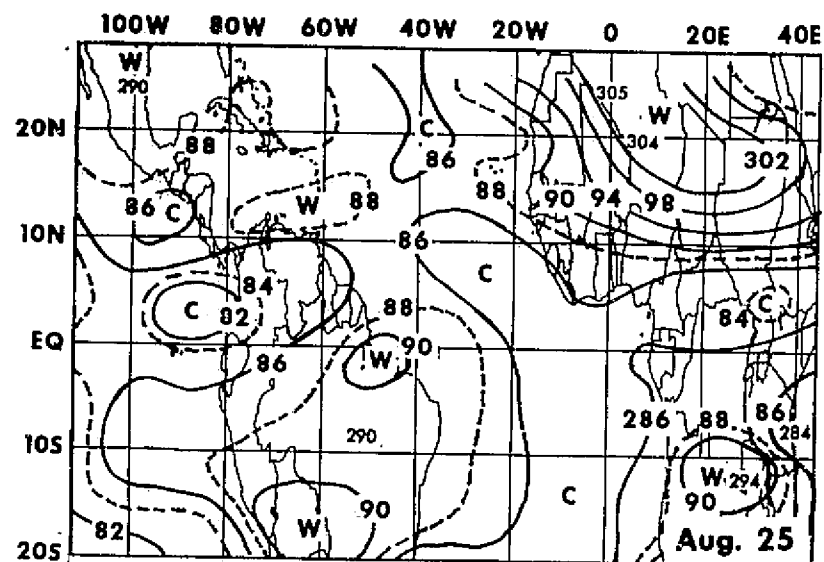 100W 80W 60W 40W 20W 0 20E 40E
W W
290 305
20N C 304
88 86 302
W 88 88 90 94 98
86 C
10N 86
C
84 88 C
C 82 84
EQ 90
86 W
286 88 86
10S 290 284
W 294
C 90
90
82 W Aug. 25
20S